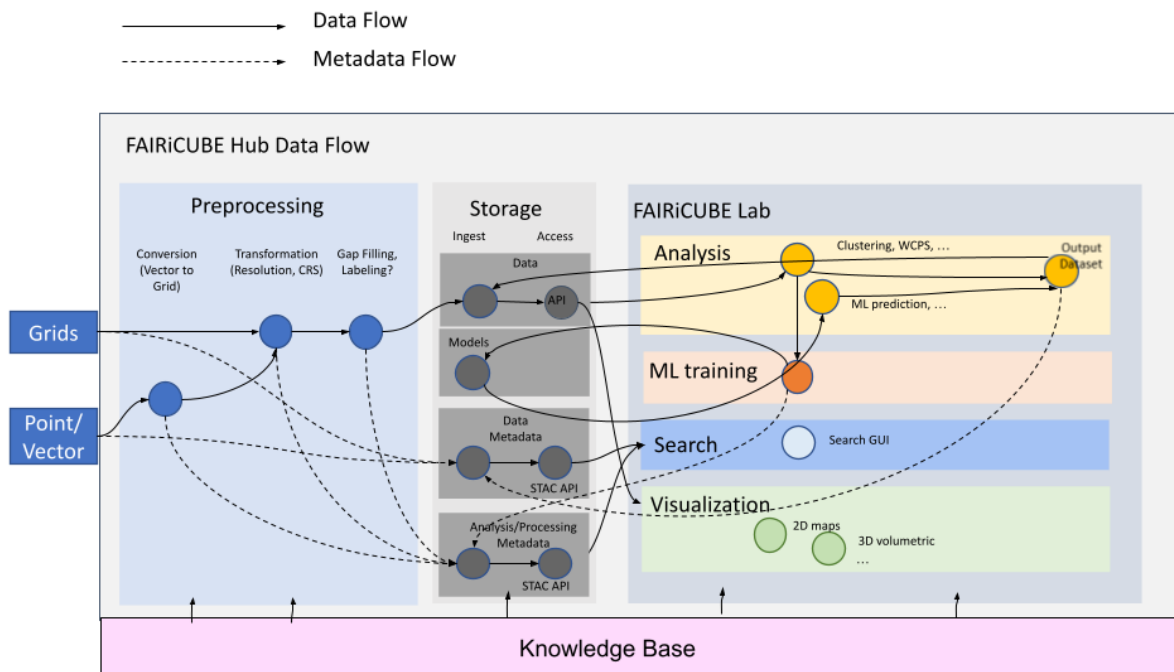 Data Flow
Metadata Flow
FAIRiCUBE Hub Data Flow
Preprocessing
Conversion
(Vector to
Grid)
Transformation
(Resolution, CRS)
Gap Filling,
Labeling?
Grids
Point/
Vector
Storage
Ingest
Access
Data
API
Models
Data
Metadata
STAC API
Analysis/Processing
Metadata
STAC API
FAIRiCUBE Lab
Analysis
Clustering, WCPS, ...
Output
Dataset
ML prediction, ...
ML training
Search
Search GUI
Visualization
2D maps
3D volumetric
...
Knowledge Base